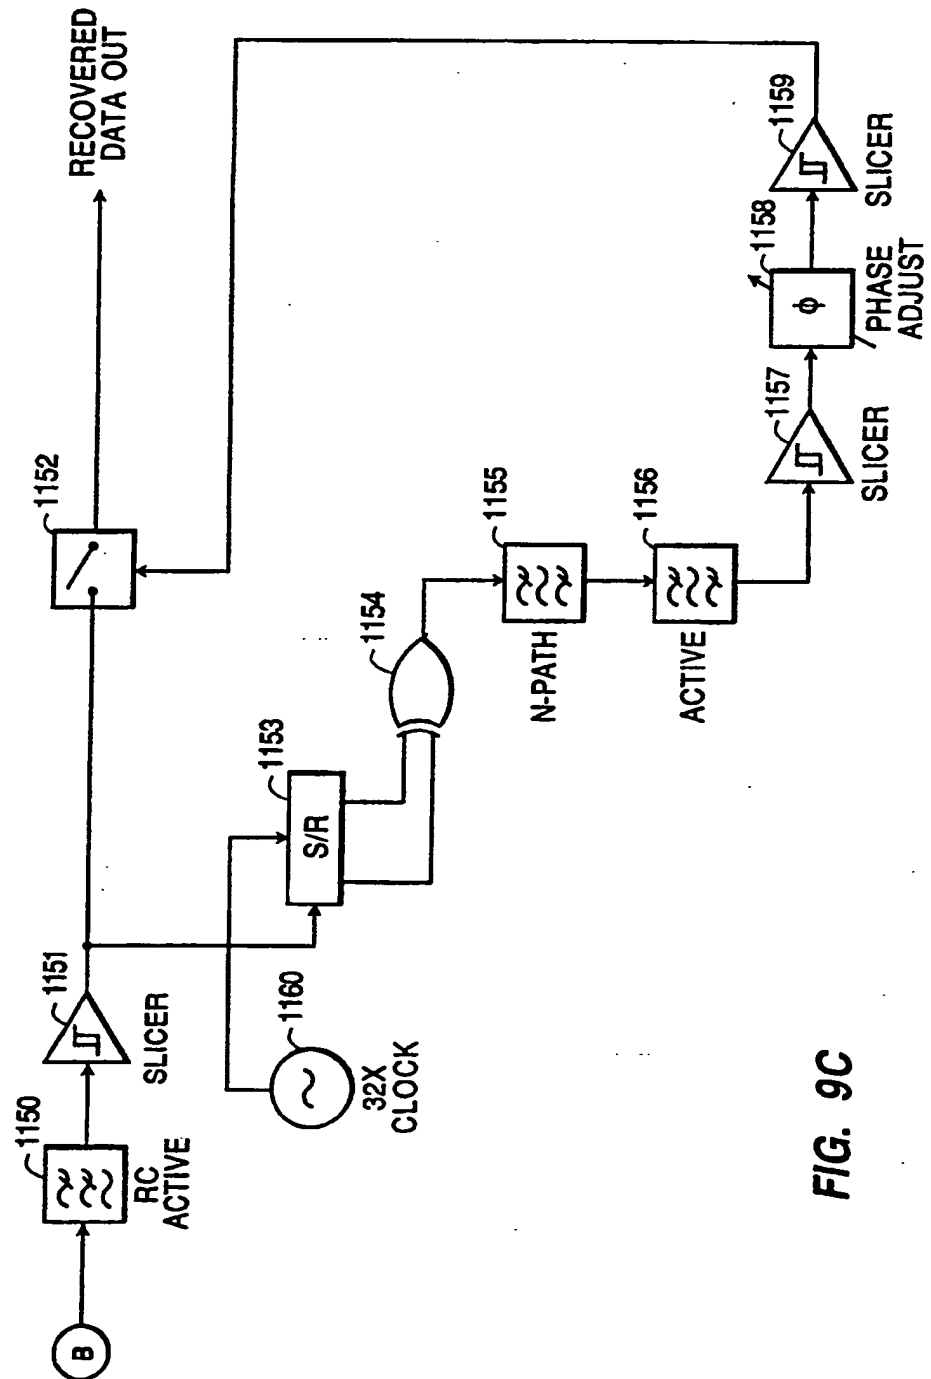 B
1150
RC
ACTIVE
1151
SLICER
1160
32X
CLOCK
1153
S/R
1154
1152
RECOVERED
DATA OUT
1155
N-PATH
1156
ACTIVE
1157
SLICER
1158
ϕ
PHASE
ADJUST
1159
SLICER
FIG. 9C